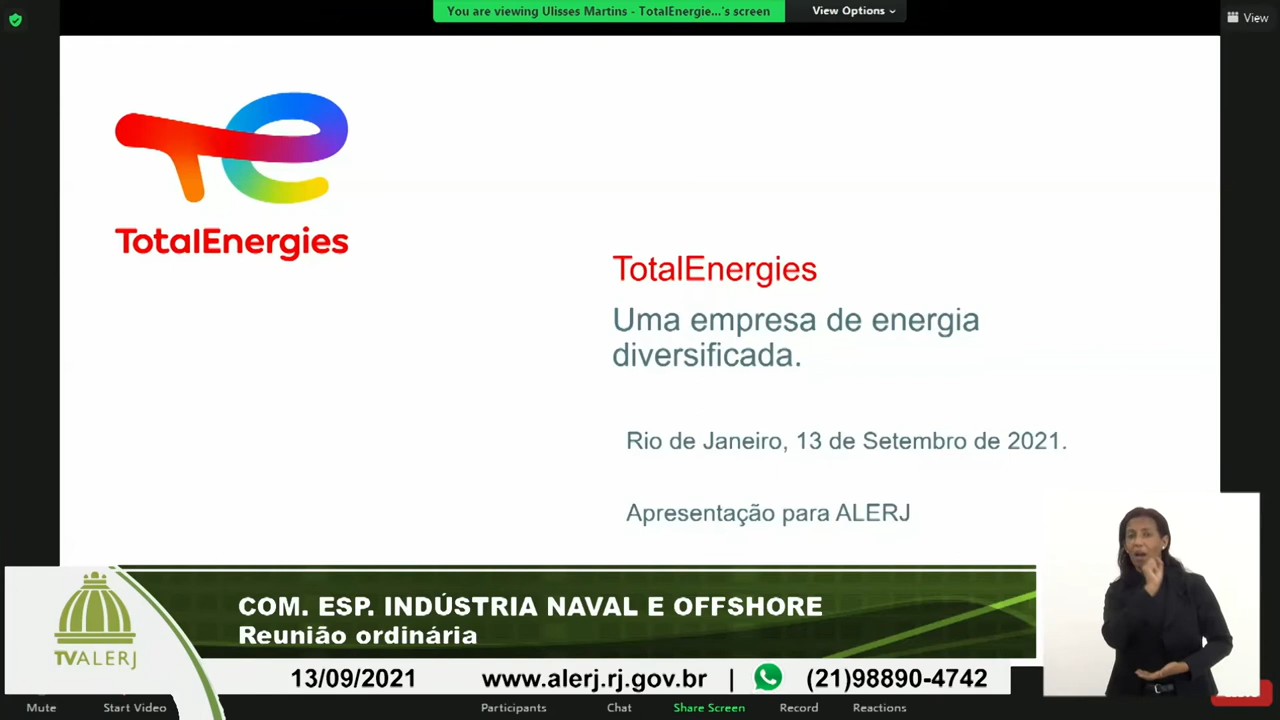 You are viewing Ulisses Martins - TotalEnergie...'s screen
View Options
View
TotalEnergies
TotalEnergies
Uma empresa de energia
diversificada.
Rio de Janeiro, 13 de Setembro de 2021.
Apresentação para ALERJ
COM. ESP. INDÚSTRIA NAVAL E OFFSHORE
Reunião ordinária
TVALERJ
13/09/2021 www.alerj.rj.gov.br | (21)98890-4742
Mute Start Video Participants Chat Share Screen Record Reactions